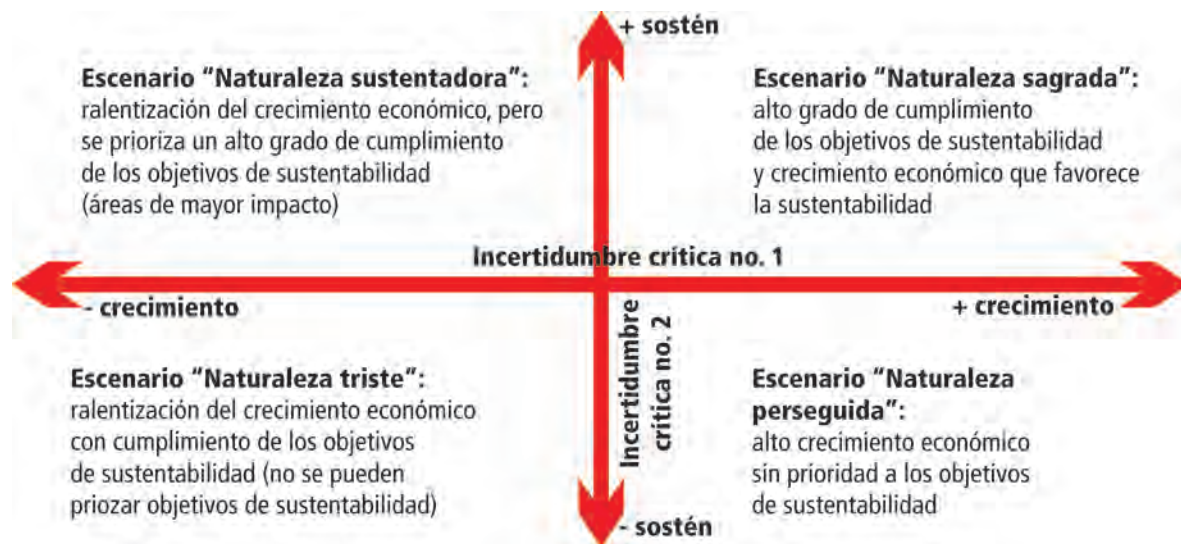 + sostén
Escenario “Naturaleza sustentadora”:
ralentización del crecimiento económico, pero
se prioriza un alto grado de cumplimiento
de los objetivos de sustentabilidad
(áreas de mayor impacto)
Escenario “Naturaleza sagrada”:
alto grado de cumplimiento
de los objetivos de sustentabilidad
y crecimiento económico que favorece
la sustentabilidad
Incertidumbre crítica no. 1
- crecimiento
+ crecimiento
Incertidumbre
crítica no. 2
Escenario “Naturaleza triste”:
ralentización del crecimiento económico
con cumplimiento de los objetivos
de sustentabilidad (no se pueden
priozar objetivos de sustentabilidad)
Escenario “Naturaleza
perseguida”:
alto crecimiento económico
sin prioridad a los objetivos
de sustentabilidad
- sostén